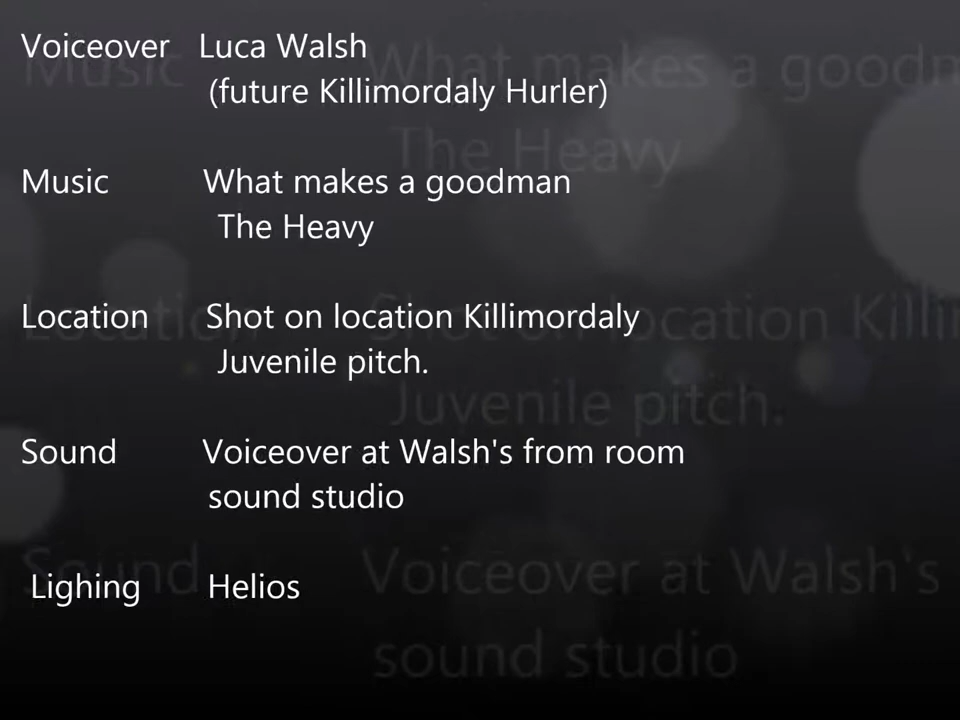 Voiceover Luca Walsh
(future Killimordaly Hurler)
Music What makes a goodman
The Heavy
Location Shot on location Killimordaly
Juvenile pitch.
Sound Voiceover at Walsh's from room
sound studio
Lighing Helios